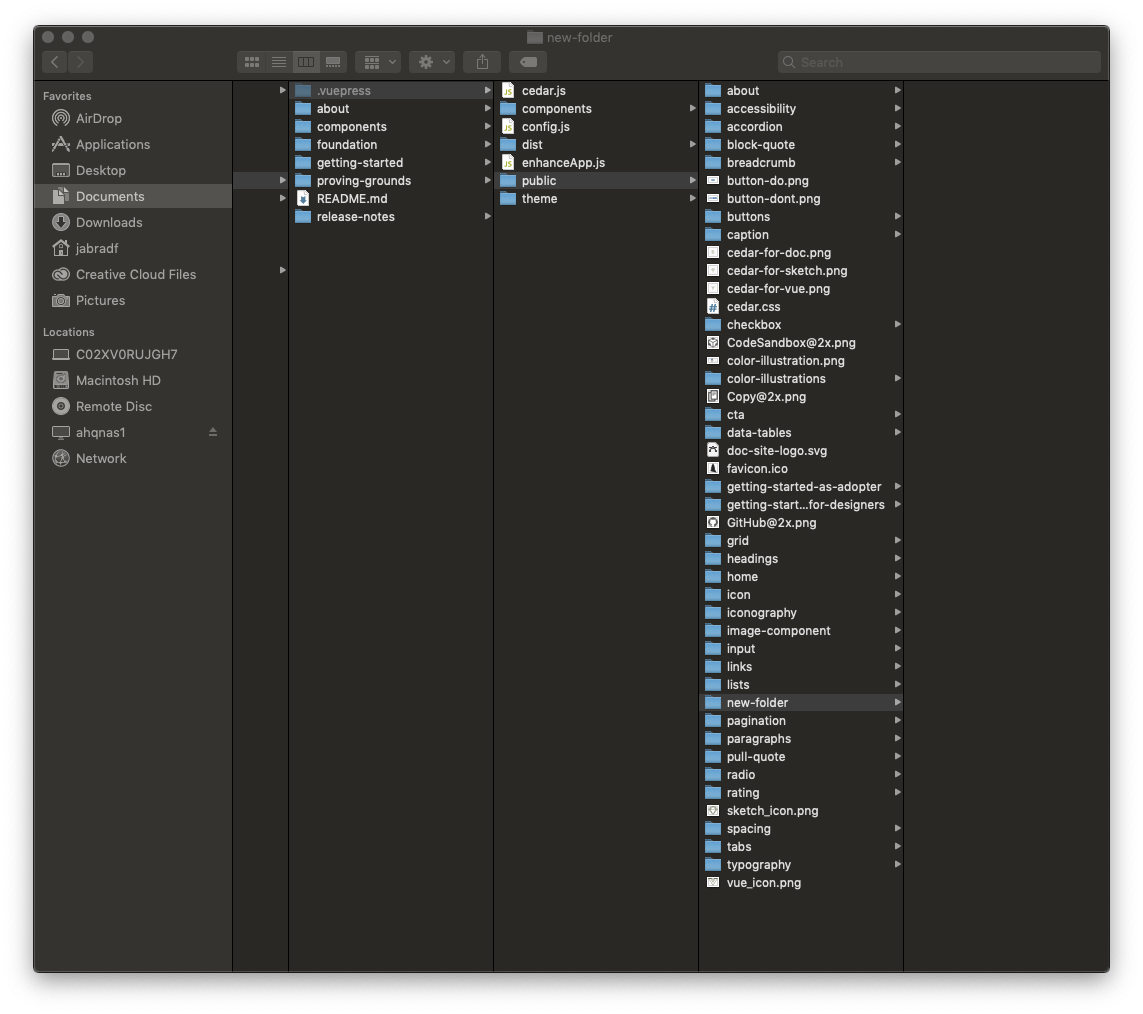 new-folder
Search
Favorites
AirDrop
Applications
Desktop
Documents
Downloads
jabradf
Creative Cloud Files
Pictures
Locations
C02XV0RUJGH7
Macintosh HD
Remote Disc
ahqnas1
Network
.vuepress
about
components
foundation
getting-started
proving-grounds
README.md
release-notes
cedar.js
components
config.js
dist
enhanceApp.js
public
theme
about
accessibility
accordion
block-quote
breadcrumb
button-do.png
button-dont.png
buttons
caption
cedar-for-doc.png
cedar-for-sketch.png
cedar-for-vue.png
cedar.css
checkbox
CodeSandbox@2x.png
color-illustration.png
color-illustrations
Copy@2x.png
cta
data-tables
doc-site-logo.svg
favicon.ico
getting-started-as-adopter
getting-start...for-designers
GitHub@2x.png
grid
headings
home
icon
iconography
image-component
input
links
lists
new-folder
pagination
paragraphs
pull-quote
radio
rating
sketch_icon.png
spacing
tabs
typography
vue_icon.png